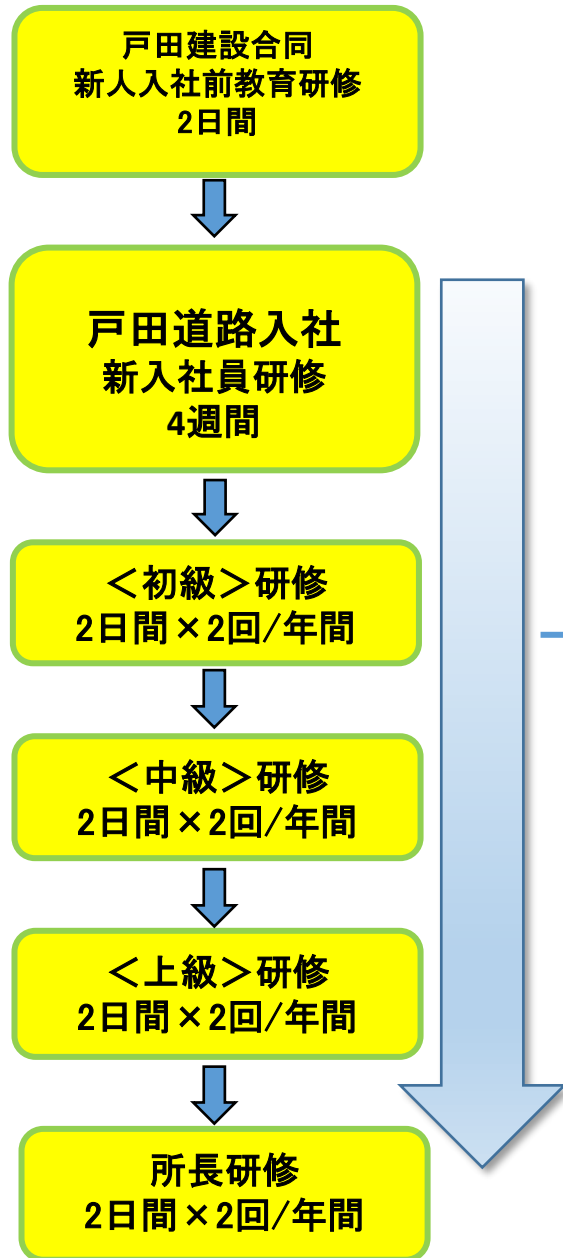 戸田建設合同
新人入社前教育研修
2日間
戸田道路入社
新入社員研修
4週間
＜初級＞研修
2日間×2回/年間
＜中級＞研修
2日間×2回/年間
＜上級＞研修
2日間×2回/年間
所長研修
2日間×2回/年間